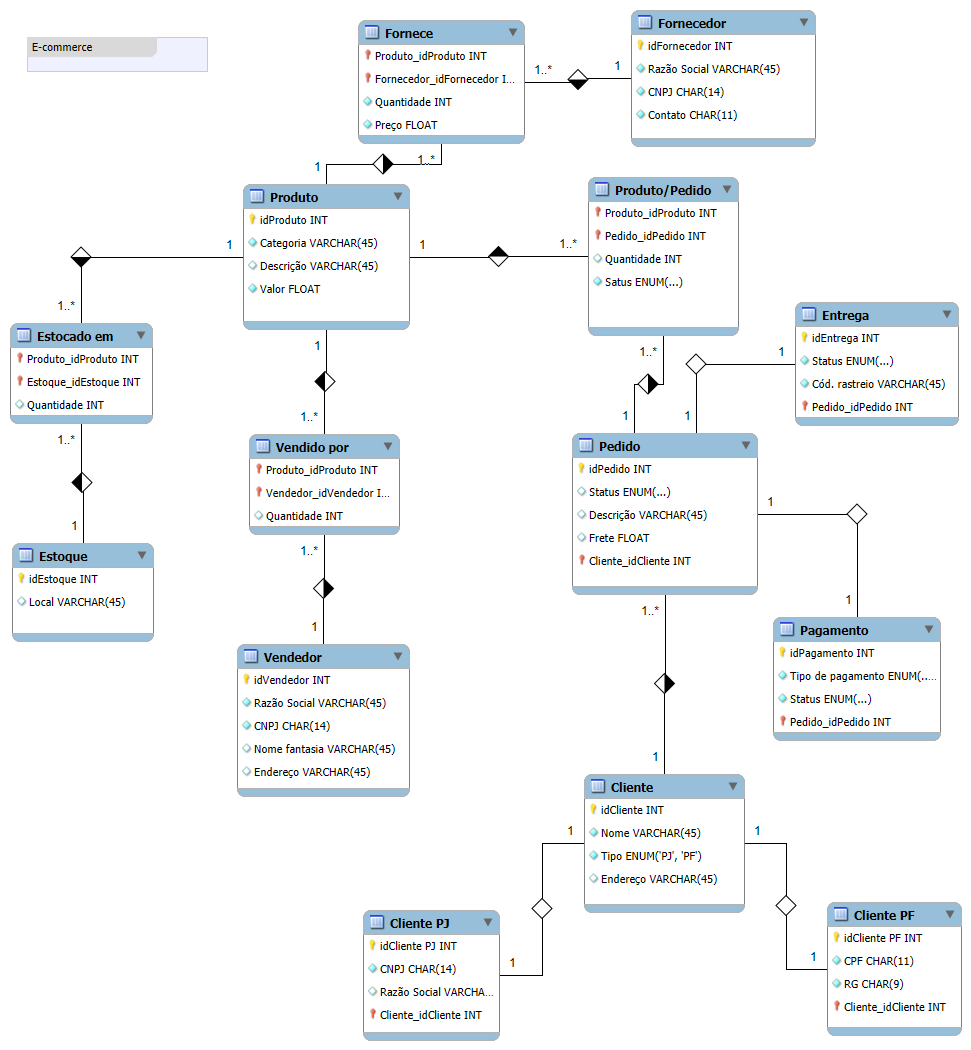 E-commerce
Fornece
Produto_idProduto INT
Fornecedor_idFornecedor I...
Quantidade INT
Preço FLOAT
Fornecedor
idFornecedor INT
Razão Social VARCHAR(45)
CNPJ CHAR(14)
Contato CHAR(11)
1..*
1
1
1..*
Produto
idProduto INT
Categoria VARCHAR(45)
Descrição VARCHAR(45)
Valor FLOAT
Produto/Pedido
Produto_idProduto INT
Pedido_idPedido INT
Quantidade INT
Satus ENUM(...)
1
1
1..*
1..*
Estocado em
Produto_idProduto INT
Estoque_idEstoque INT
Quantidade INT
Entrega
idEntrega INT
Status ENUM(...)
Cód. rastreio VARCHAR(45)
Pedido_idPedido INT
1
1..*
1..*
1
1
1
1..*
1
Vendido por
Produto_idProduto INT
Vendedor_idVendedor I...
Quantidade INT
Pedido
idPedido INT
Status ENUM(...)
Descrição VARCHAR(45)
Frete FLOAT
Cliente_idCliente INT
Estoque
idEstoque INT
Local VARCHAR(45)
1
1
1..*
1
1..*
1
Vendedor
idVendedor INT
Razão Social VARCHAR(45)
CNPJ CHAR(14)
Nome fantasia VARCHAR(45)
Endereço VARCHAR(45)
Pagamento
idPagamento INT
Tipo de pagamento ENUM(...
Status ENUM(...)
Pedido_idPedido INT
Cliente
idCliente INT
Nome VARCHAR(45)
Tipo ENUM('PJ', 'PF')
Endereço VARCHAR(45)
1
1
1
1
Cliente PJ
idCliente PJ INT
CNPJ CHAR(14)
Razão Social VARCHA...
Cliente_idCliente INT
Cliente PF
idCliente PF INT
CPF CHAR(11)
RG CHAR(9)
Cliente_idCliente INT